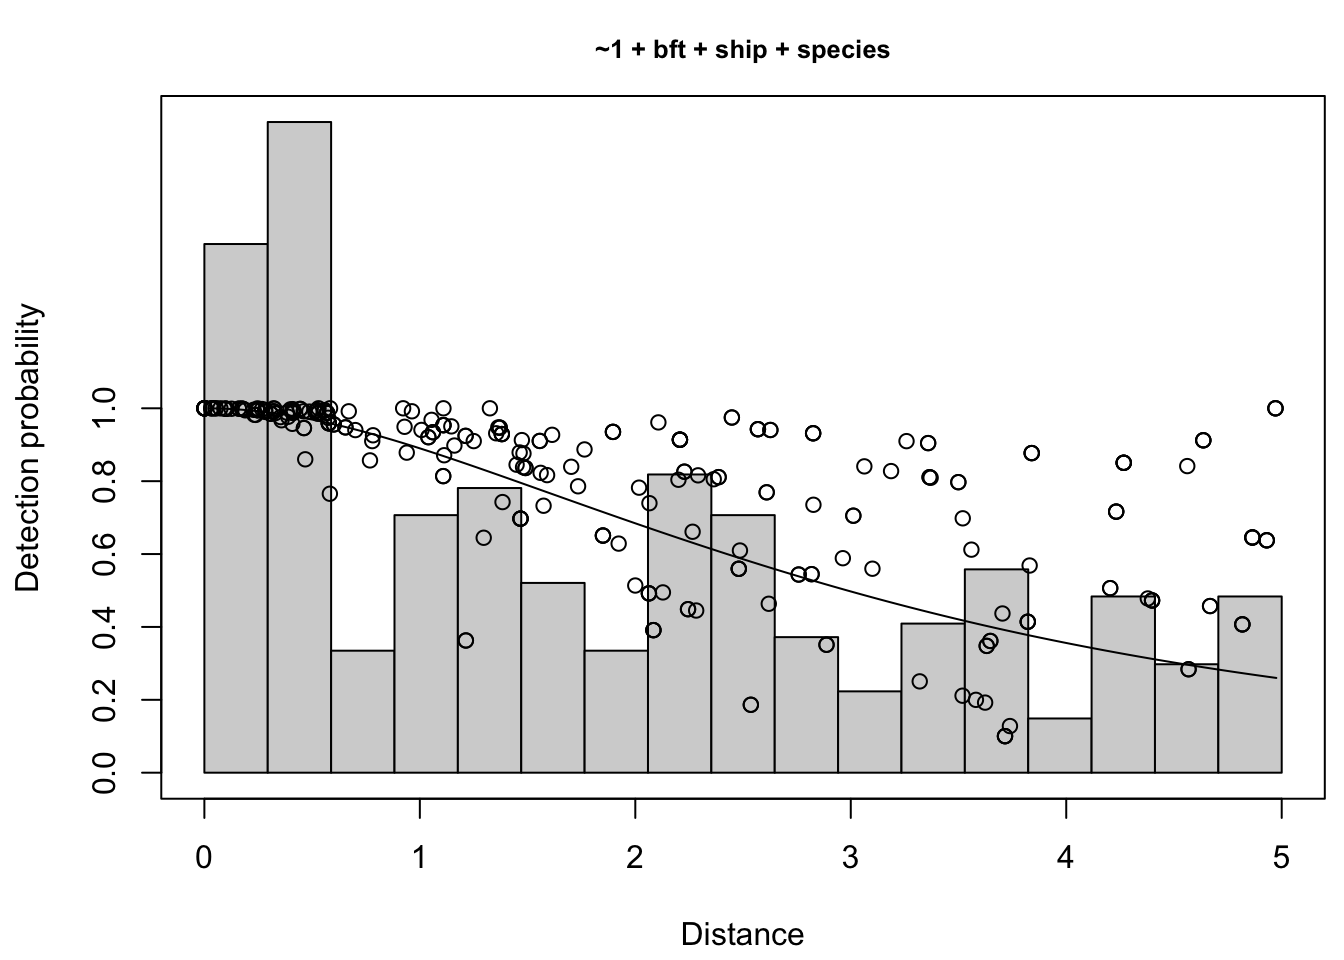 ~1 + bft + ship + species
Detection probability
1.0
0.8
0.6
0.4
0.2
0.0
0 1 2 3 4 5
Distance